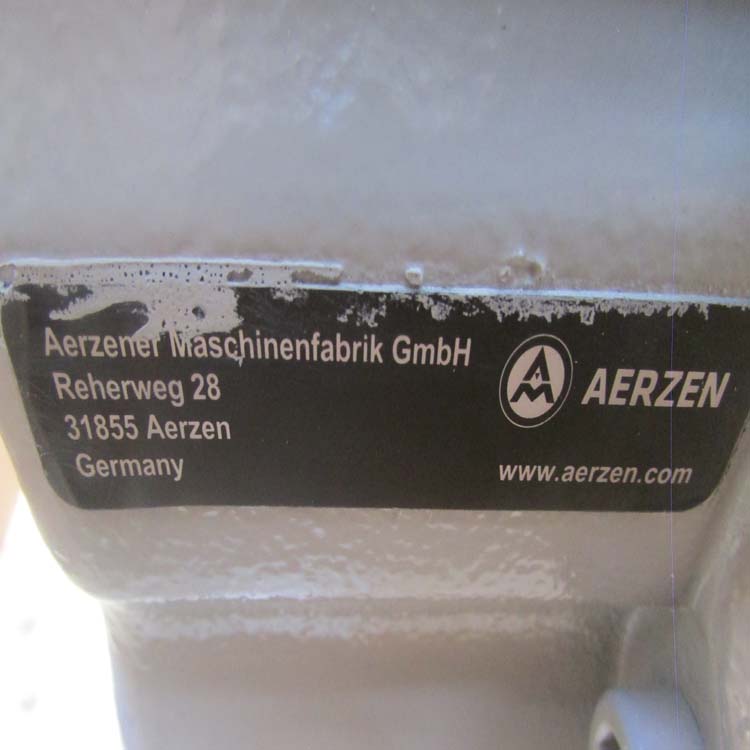 Aerzener Maschinenfabrik GmbH
Reherweg 28
31855 Aerzen
Germany
AERZEN
www.aerzen.com